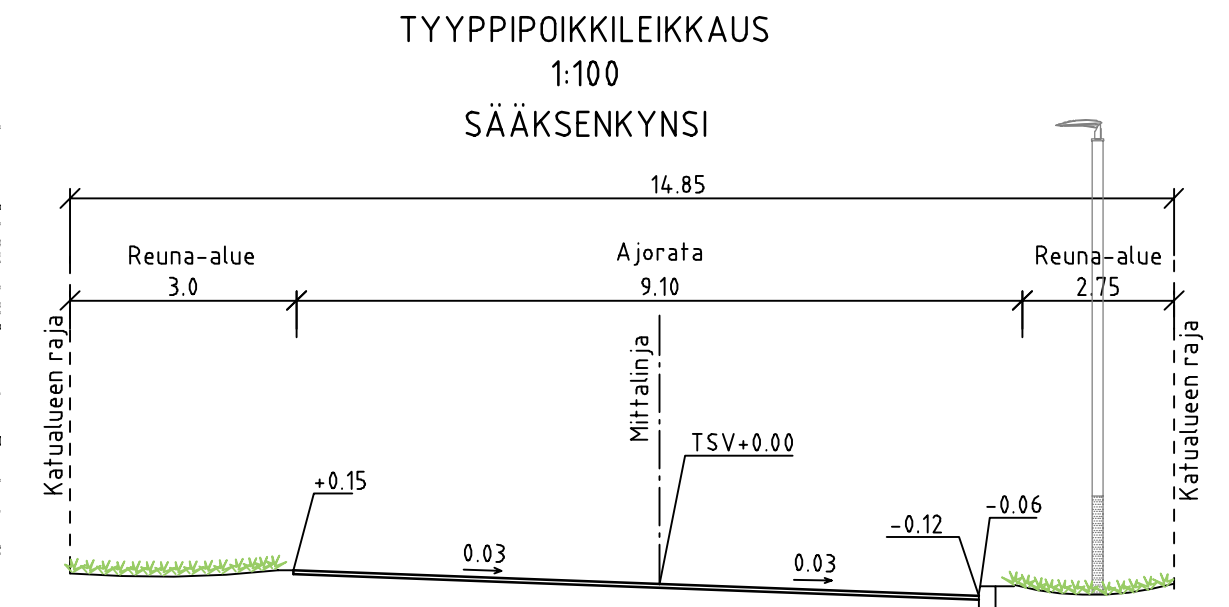 TYYPPIPOIKKILEIKKAUS
1:100
SÄÄKSENKYNSI
14.85
Reuna-alue
Ajorata
Reuna-alue
3.0
9.10
2.75
Katualueen raja
Mittalinja
Katualueen raja
TSV+0.00
+0.15
-0.06
-0.12
0.03
0.03